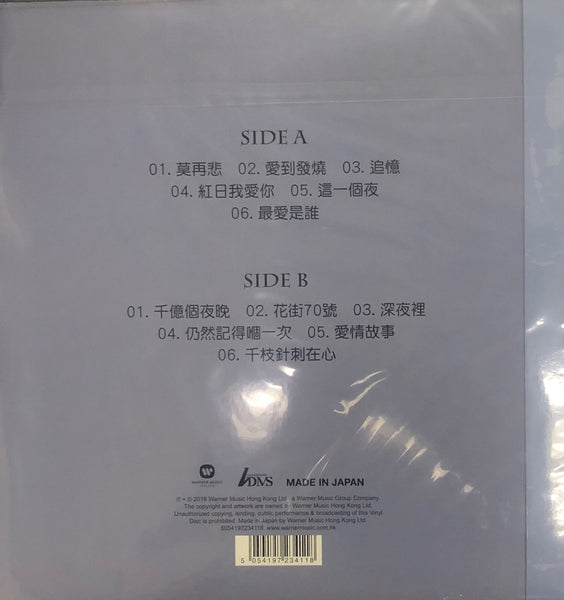 SIDE A
01. 莫再悲 02. 愛到發燒 03. 追憶
04. 紅日我愛你 05. 這一個夜
06. 最愛是誰
SIDE B
01. 千億個夜晚 02. 花街70號 03. 深夜裡
04. 仍然記得嗰一次 05. 愛情故事
06. 千枝針刺在心
WARNER MUSIC
DMS
MADE IN JAPAN
℗ • © 2018 Warner Music Hong Kong Ltd. a Warner Music Group Company.
The copyright and artwork are owned by Warner Music Hong Kong Ltd.
Unauthorized copying, lending, public performance & broadcasting of this Vinyl
Disc is prohibited. Made in Japan by Warner Music Hong Kong Ltd.
5054197234118 www.warnermusic.com.hk
5 054197 234118